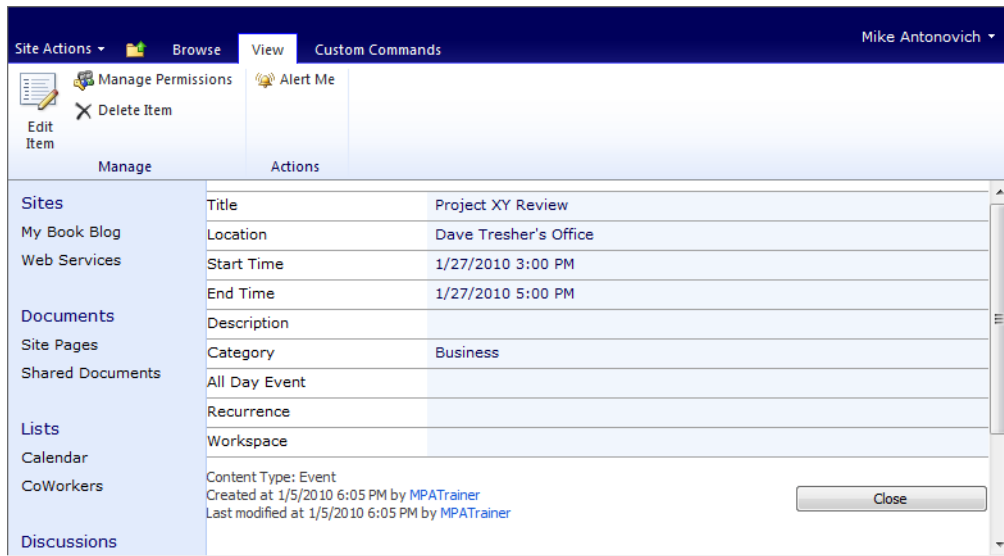 Mike Antonovich
Site Actions Browse View Custom Commands
Manage Permissions Alert Me
Delete Item
Edit
Item
Manage Actions
Sites
My Book Blog
Web Services
Documents
Site Pages
Shared Documents
Lists
Calendar
CoWorkers
Discussions
Title Project XY Review
Location Dave Tresher's Office
Start Time 1/27/2010 3:00 PM
End Time 1/27/2010 5:00 PM
Description
Category Business
All Day Event
Recurrence
Workspace
Content Type: Event
Created at 1/5/2010 6:05 PM by MPATrainer
Last modified at 1/5/2010 6:05 PM by MPATrainer
Close